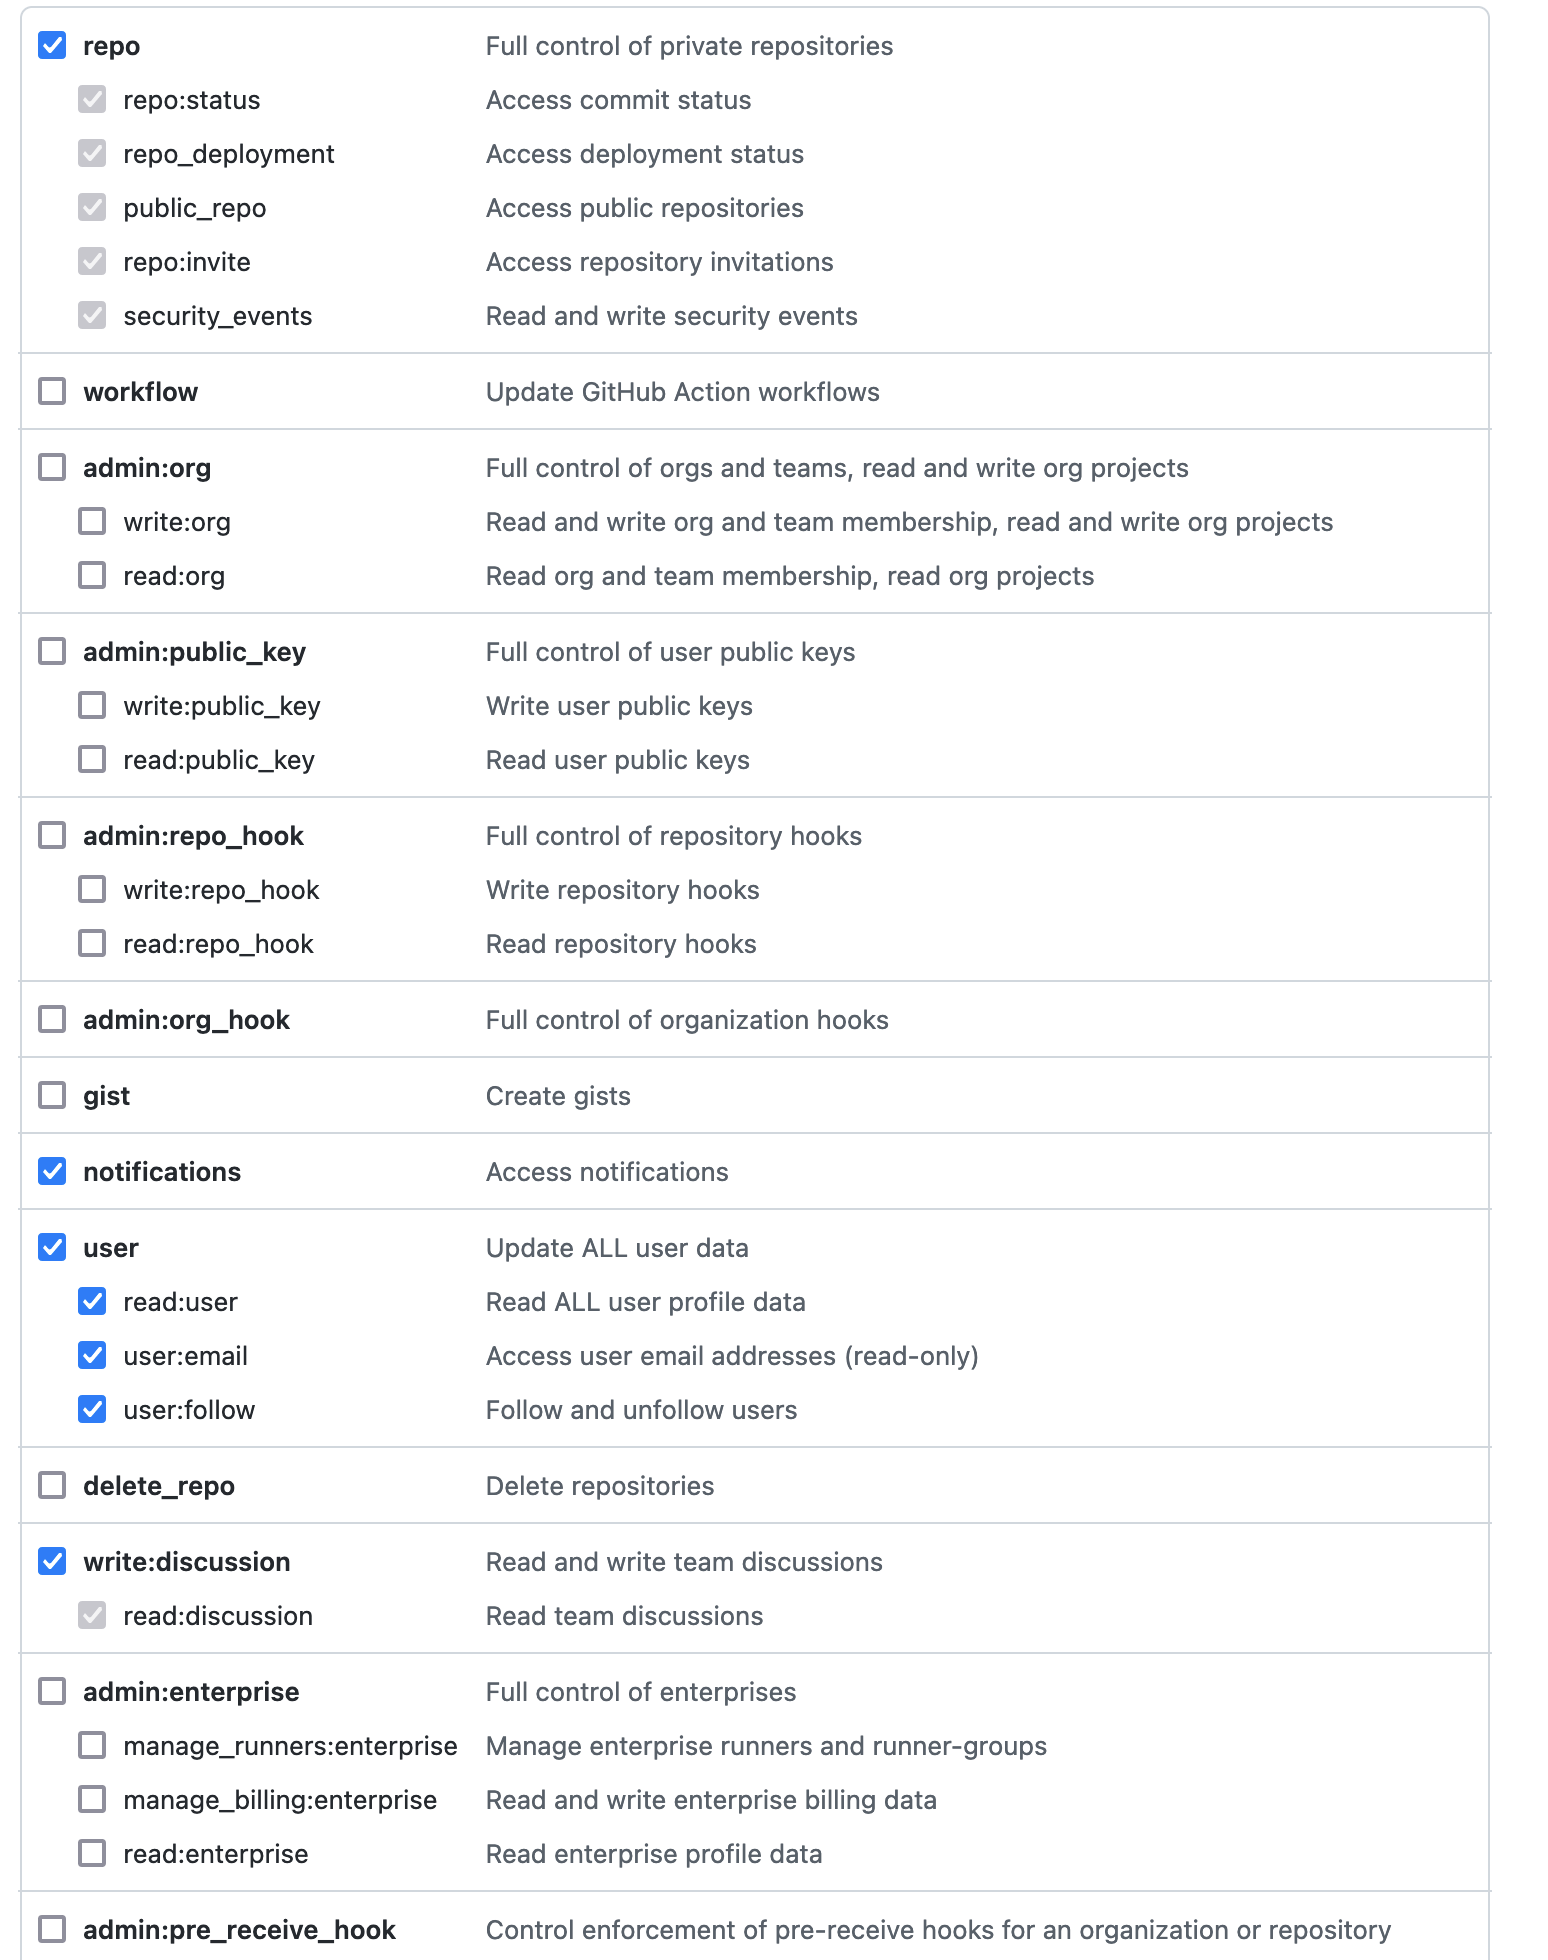 repo Full control of private repositories
repo:status Access commit status
repo_deployment Access deployment status
public_repo Access public repositories
repo:invite Access repository invitations
security_events Read and write security events
workflow Update GitHub Action workflows
admin:org Full control of orgs and teams, read and write org projects
write:org Read and write org and team membership, read and write org projects
read:org Read org and team membership, read org projects
admin:public_key Full control of user public keys
write:public_key Write user public keys
read:public_key Read user public keys
admin:repo_hook Full control of repository hooks
write:repo_hook Write repository hooks
read:repo_hook Read repository hooks
admin:org_hook Full control of organization hooks
gist Create gists
notifications Access notifications
user Update ALL user data
read:user Read ALL user profile data
user:email Access user email addresses (read-only)
user:follow Follow and unfollow users
delete_repo Delete repositories
write:discussion Read and write team discussions
read:discussion Read team discussions
admin:enterprise Full control of enterprises
manage_runners:enterprise Manage enterprise runners and runner-groups
manage_billing:enterprise Read and write enterprise billing data
read:enterprise Read enterprise profile data
admin:pre_receive_hook Control enforcement of pre-receive hooks for an organization or repository